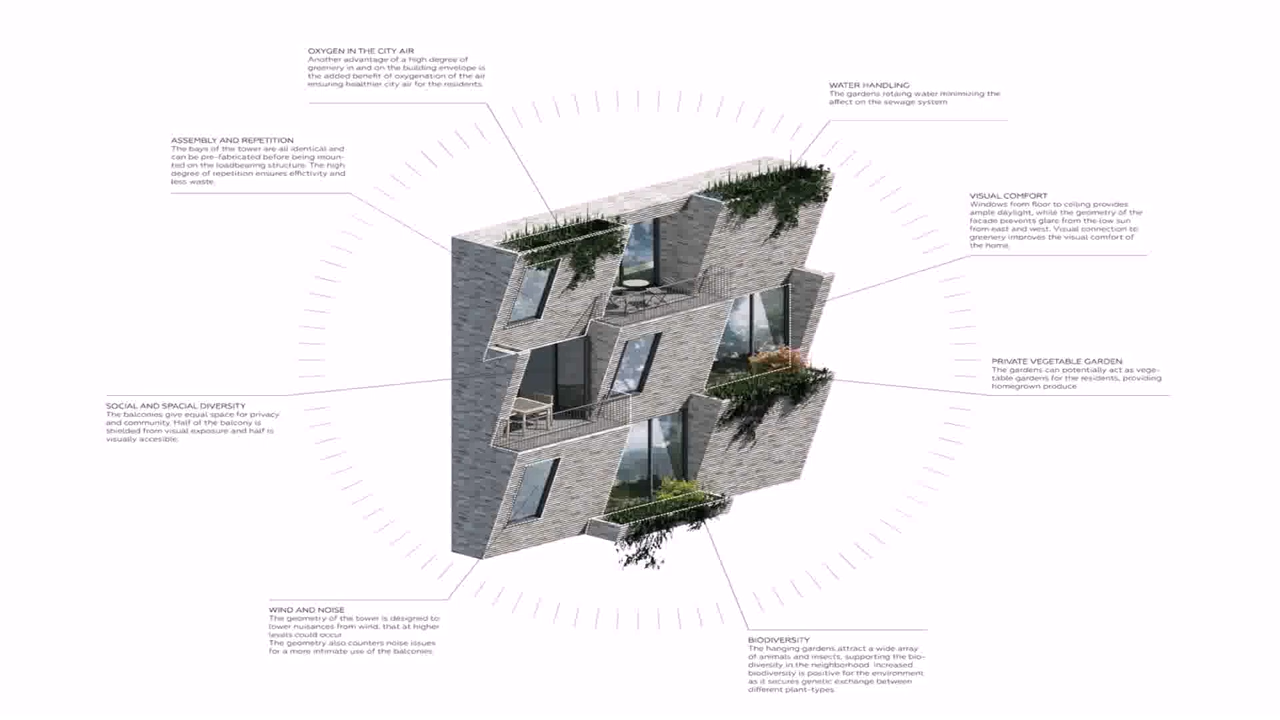 OXYGEN IN THE CITY AIR
Another advantage of a high degree of
greenery in and on the building envelope is
the added benefit of oxygenation of the air
ensuring healthier city air for the residents.
WATER HANDLING
The gardens retaing water minimizing the
affect on the sewage system
ASSEMBLY AND REPETITION
The bays of the tower are all identical and
can be pre-fabricated before being moun-
ted on the loadbearing structure. The high
degree of repetition ensures effictivity and
less waste.
VISUAL COMFORT
Windows from floor to ceiling provides
ample daylight, while the geometry of the
facade prevents glare from the low sun
from east and west. Visual connection to
greenery improves the visual comfort of
the home.
PRIVATE VEGETABLE GARDEN
The gardens can potentially act as vege-
table gardens for the residents, providing
homegrown produce
SOCIAL AND SPACIAL DIVERSITY
The balconies give equal space for privacy
and community. Half of the balcony is
shielded from visual exposure and half is
visually accesible.
WIND AND NOISE
The geometry of the tower is designed to
lower nuisances from wind, that at higher
levels could occur
The geometry also counters noise issues
for a more intimate use of the balconies.
BIODIVERSITY
The hanging gardens attract a wide array
of animals and insects, supporting the bio-
diversity in the neighborhood. Increased
biodiversity is positive for the environment
as it secures genetic exchange between
different plant-types